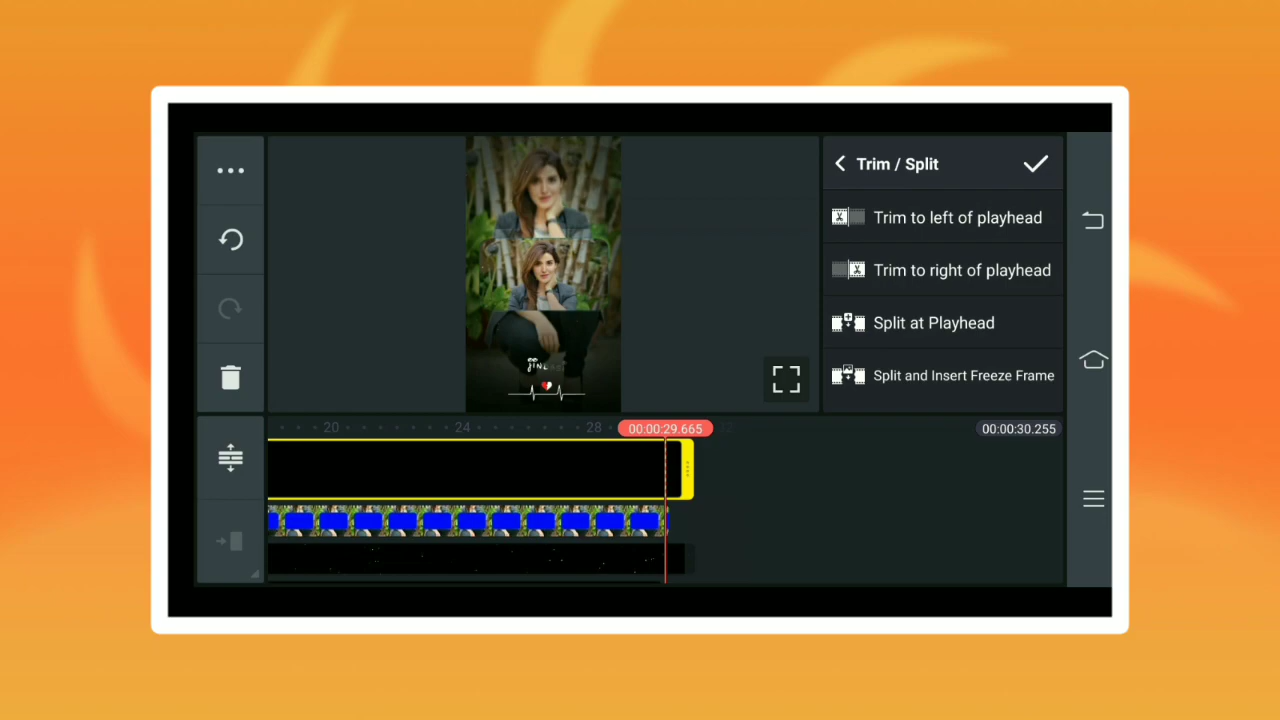 Trim / Split
Trim to left of playhead
Trim to right of playhead
Split at Playhead
Split and Insert Freeze Frame
20
24
28
00:00:29.665
00:00:30.255